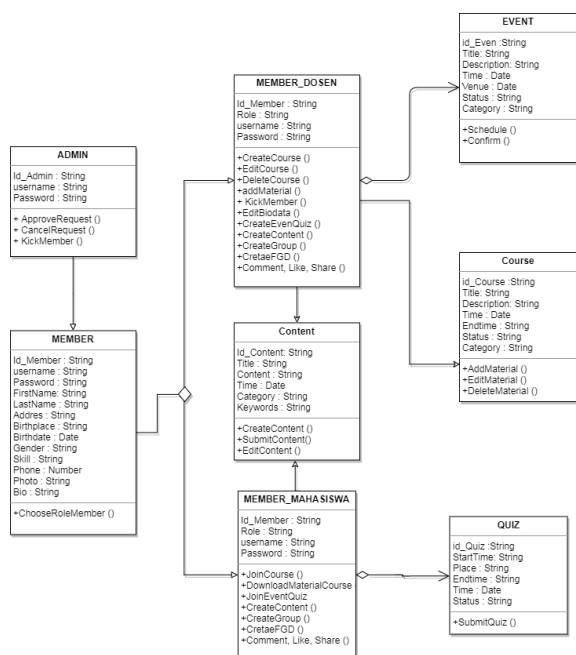 EVENT
id_Even :String
Title: String
Description: String
Time : Date
Venue : Date
Status : String
Category : String
+Schedule ()
+Confirm ()
MEMBER_DOSEN
Id_Member : String
Role : String
username : String
Password : String
+CreateCourse ()
+EditCourse ()
+DeleteCourse ()
+addMaterial ()
+ KickMember ()
+EditBiodata ()
+CreateEvenQuiz ()
+CreateContent ()
+CreateGroup ()
+CretaeFGD ()
+Comment, Like, Share ()
ADMIN
Id_Admin : String
username : String
Password : String
+ ApproveRequest ()
+ CancelRequest ()
+ KickMember ()
Course
id_Course :String
Title: String
Description: String
Time : Date
Endtime : String
Status : String
Category : String
+AddMaterial ()
+EditMaterial ()
+DeleteMaterial ()
MEMBER
Id_Member : String
username : String
Password : String
FirstName: String
LastName : String
Addres : String
Birthplace : String
Birthdate : Date
Gender : String
Skill : String
Phone : Number
Photo : String
Bio : String
+ChooseRoleMember ()
Content
Id_Content: String
Title : String
Content : String
Time : Date
Category : String
Keywords : String
+CreateContent ()
+SubmitContent()
+EditContent ()
MEMBER_MAHASISWA
Id_Member : String
Role : String
username : String
Password : String
+JoinCourse ()
+DownloadMaterialCourse
+JoinEventQuiz
+CreateContent ()
+CreateGroup ()
+CretaeFGD ()
+Comment, Like, Share ()
QUIZ
id_Quiz :String
StartTime: String
Place : String
Endtime : String
Time : Date
Status : String
+SubmitQuiz ()